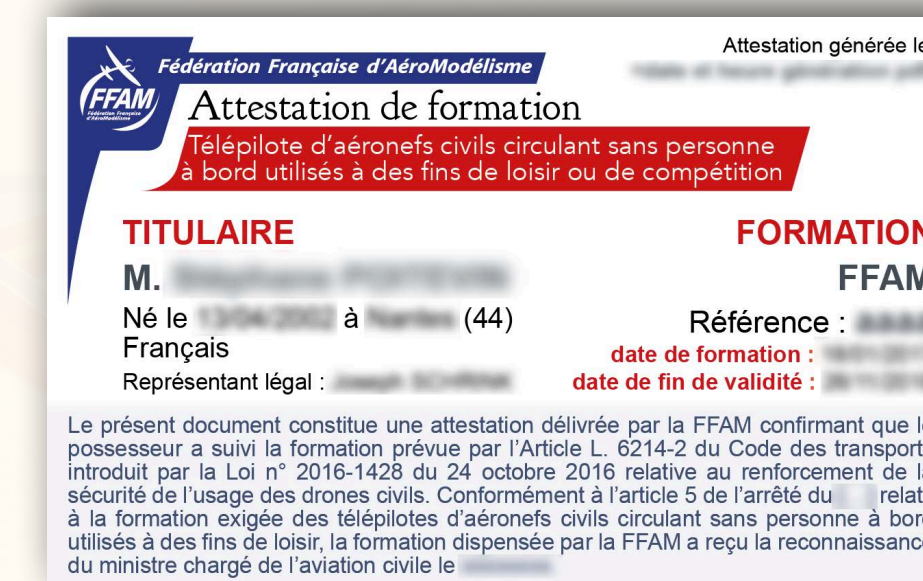 Attestation générée le
FFAM
Fédération Française
d'AéroModélisme
Fédération Française d'AéroModélisme
Attestation de formation
Télépilote d'aéronefs civils circulant sans personne
à bord utilisés à des fins de loisir ou de compétition
TITULAIRE
M.
Né le à (44)
Français
Représentant légal :
FORMATION
FFAM
Référence :
date de formation :
date de fin de validité :
Le présent document constitue une attestation délivrée par la FFAM confirmant que l
possesseur a suivi la formation prévue par l'Article L. 6214-2 du Code des transport
introduit par la Loi n° 2016-1428 du 24 octobre 2016 relative au renforcement de l
sécurité de l'usage des drones civils. Conformément à l'article 5 de l'arrêté du relat
à la formation exigée des télépilotes d'aéronefs civils circulant sans personne à bord
utilisés à des fins de loisir, la formation dispensée par la FFAM a reçu la reconnaissance
du ministre chargé de l'aviation civile le